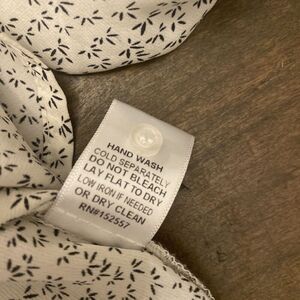 HAND WASH
COLD SEPARATELY
DO NOT BLEACH
LAY FLAT TO DRY
LOW IRON IF NEEDED
OR DRY CLEAN
RN#152557